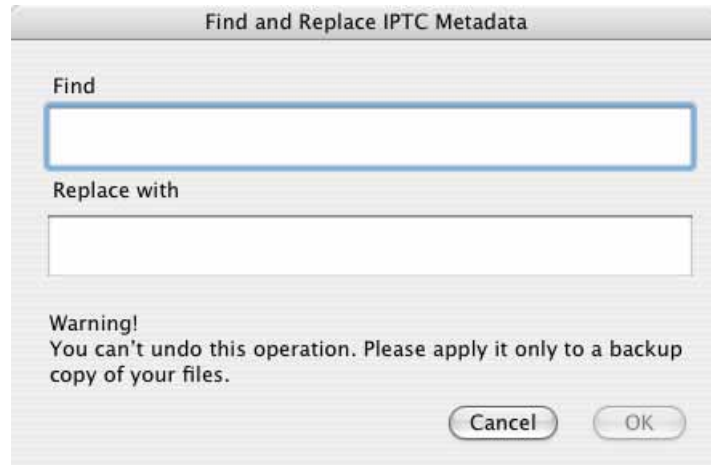 Find and Replace IPTC Metadata
Find
Replace with
Warning!
You can't undo this operation. Please apply it only to a backup
copy of your files.
Cancel
OK